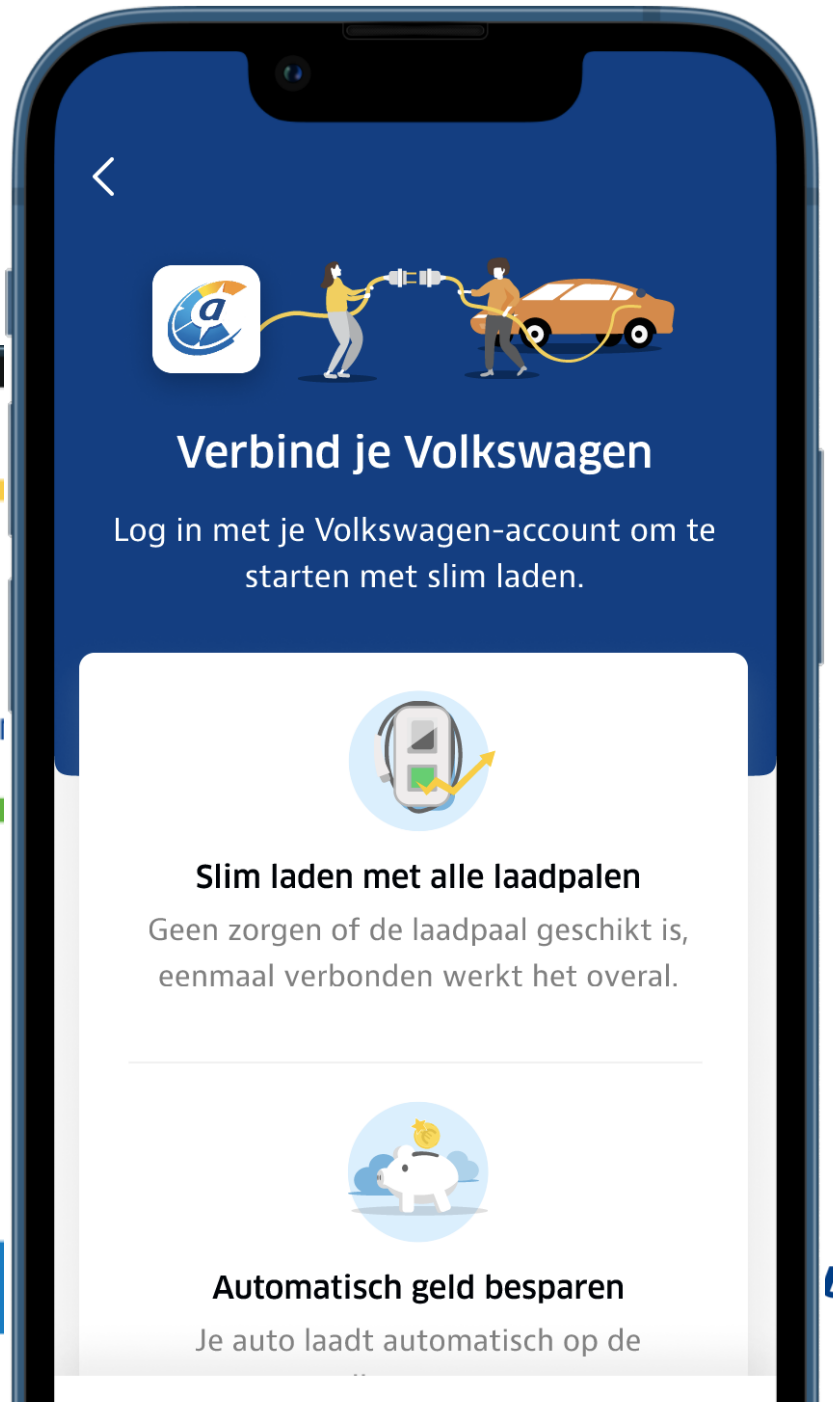 a
Verbind je Volkswagen
Log in met je Volkswagen-account om te
starten met slim laden.
Slim laden met alle laadpalen
Geen zorgen of de laadpaal geschikt is,
eenmaal verbonden werkt het overal.
€
Automatisch geld besparen
Je auto laadt automatisch op de